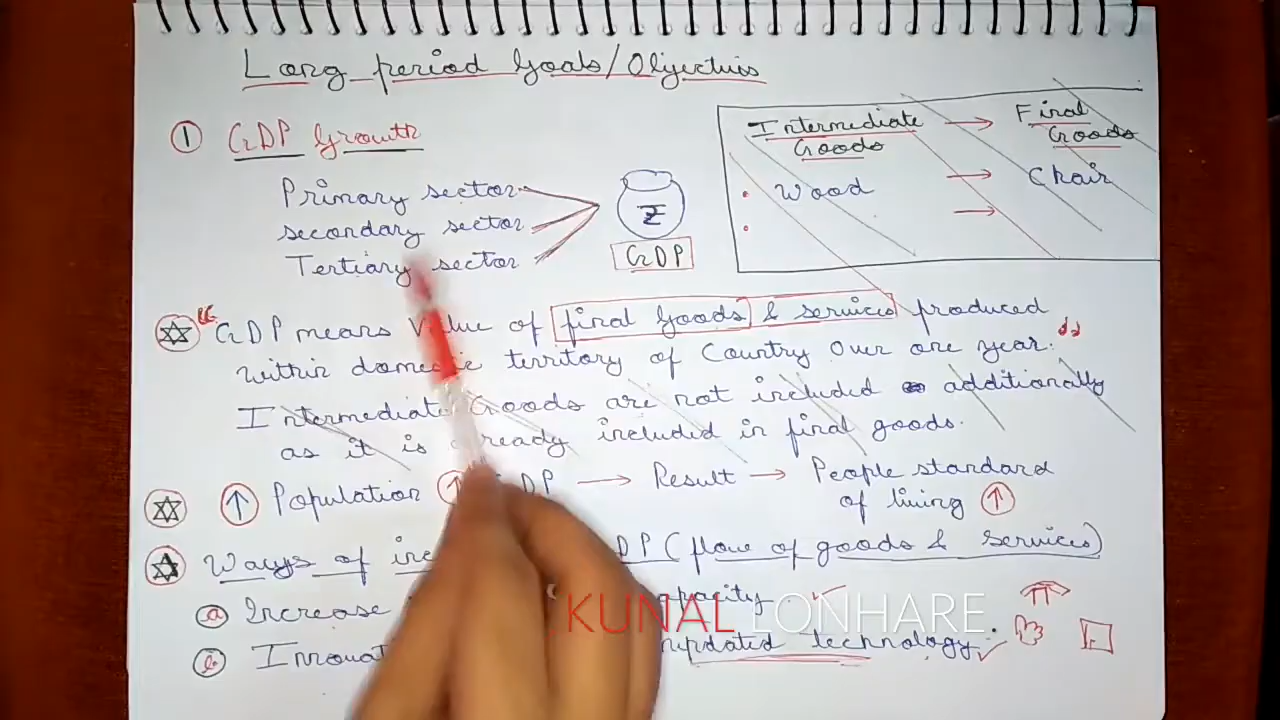 Long period Goals/Objectives
① GDP Growth
Primary sector
secondary sector
Tertiary sector
₹
GDP
Intermediate Goods → Final Goods
• Wood → Chair
• →
"GDP means Value of final Goods & services produced
within domestic territory of Country Over one year."
Intermediate Goods are not included additionally
as it is already included in final goods.
↑ Population ↑ GDP → Result → People standard
of living ↑
Ways of DP (flow of goods & services)
(a) Increase apacity.
(b) updated technology.
KUNAL LONHARE